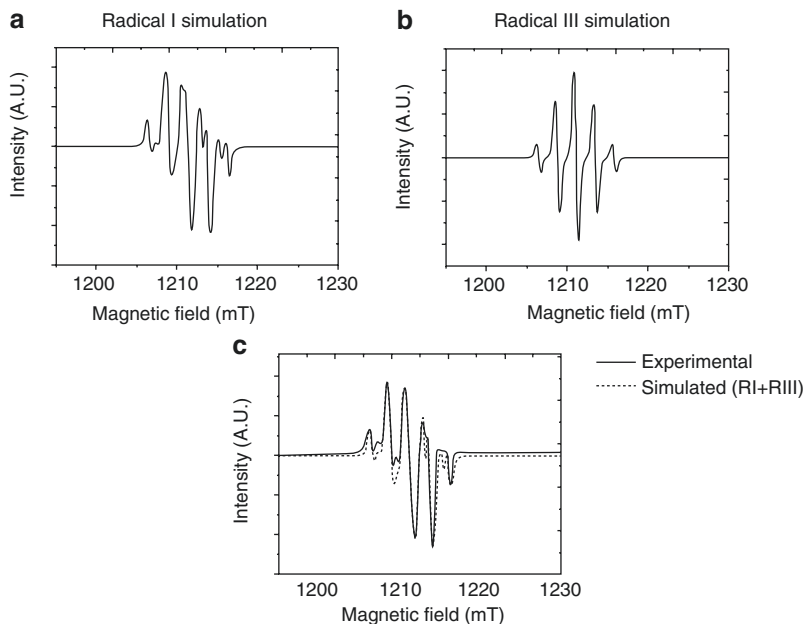 a Radical I simulation
Intensity (A.U.)
1200 1210 1220 1230
Magnetic field (mT)
b Radical III simulation
Intensity (A.U.)
1200 1210 1220 1230
Magnetic field (mT)
c
Experimental
Simulated (RI+RIII)
Intensity (A.U.)
1200 1210 1220 1230
Magnetic field (mT)